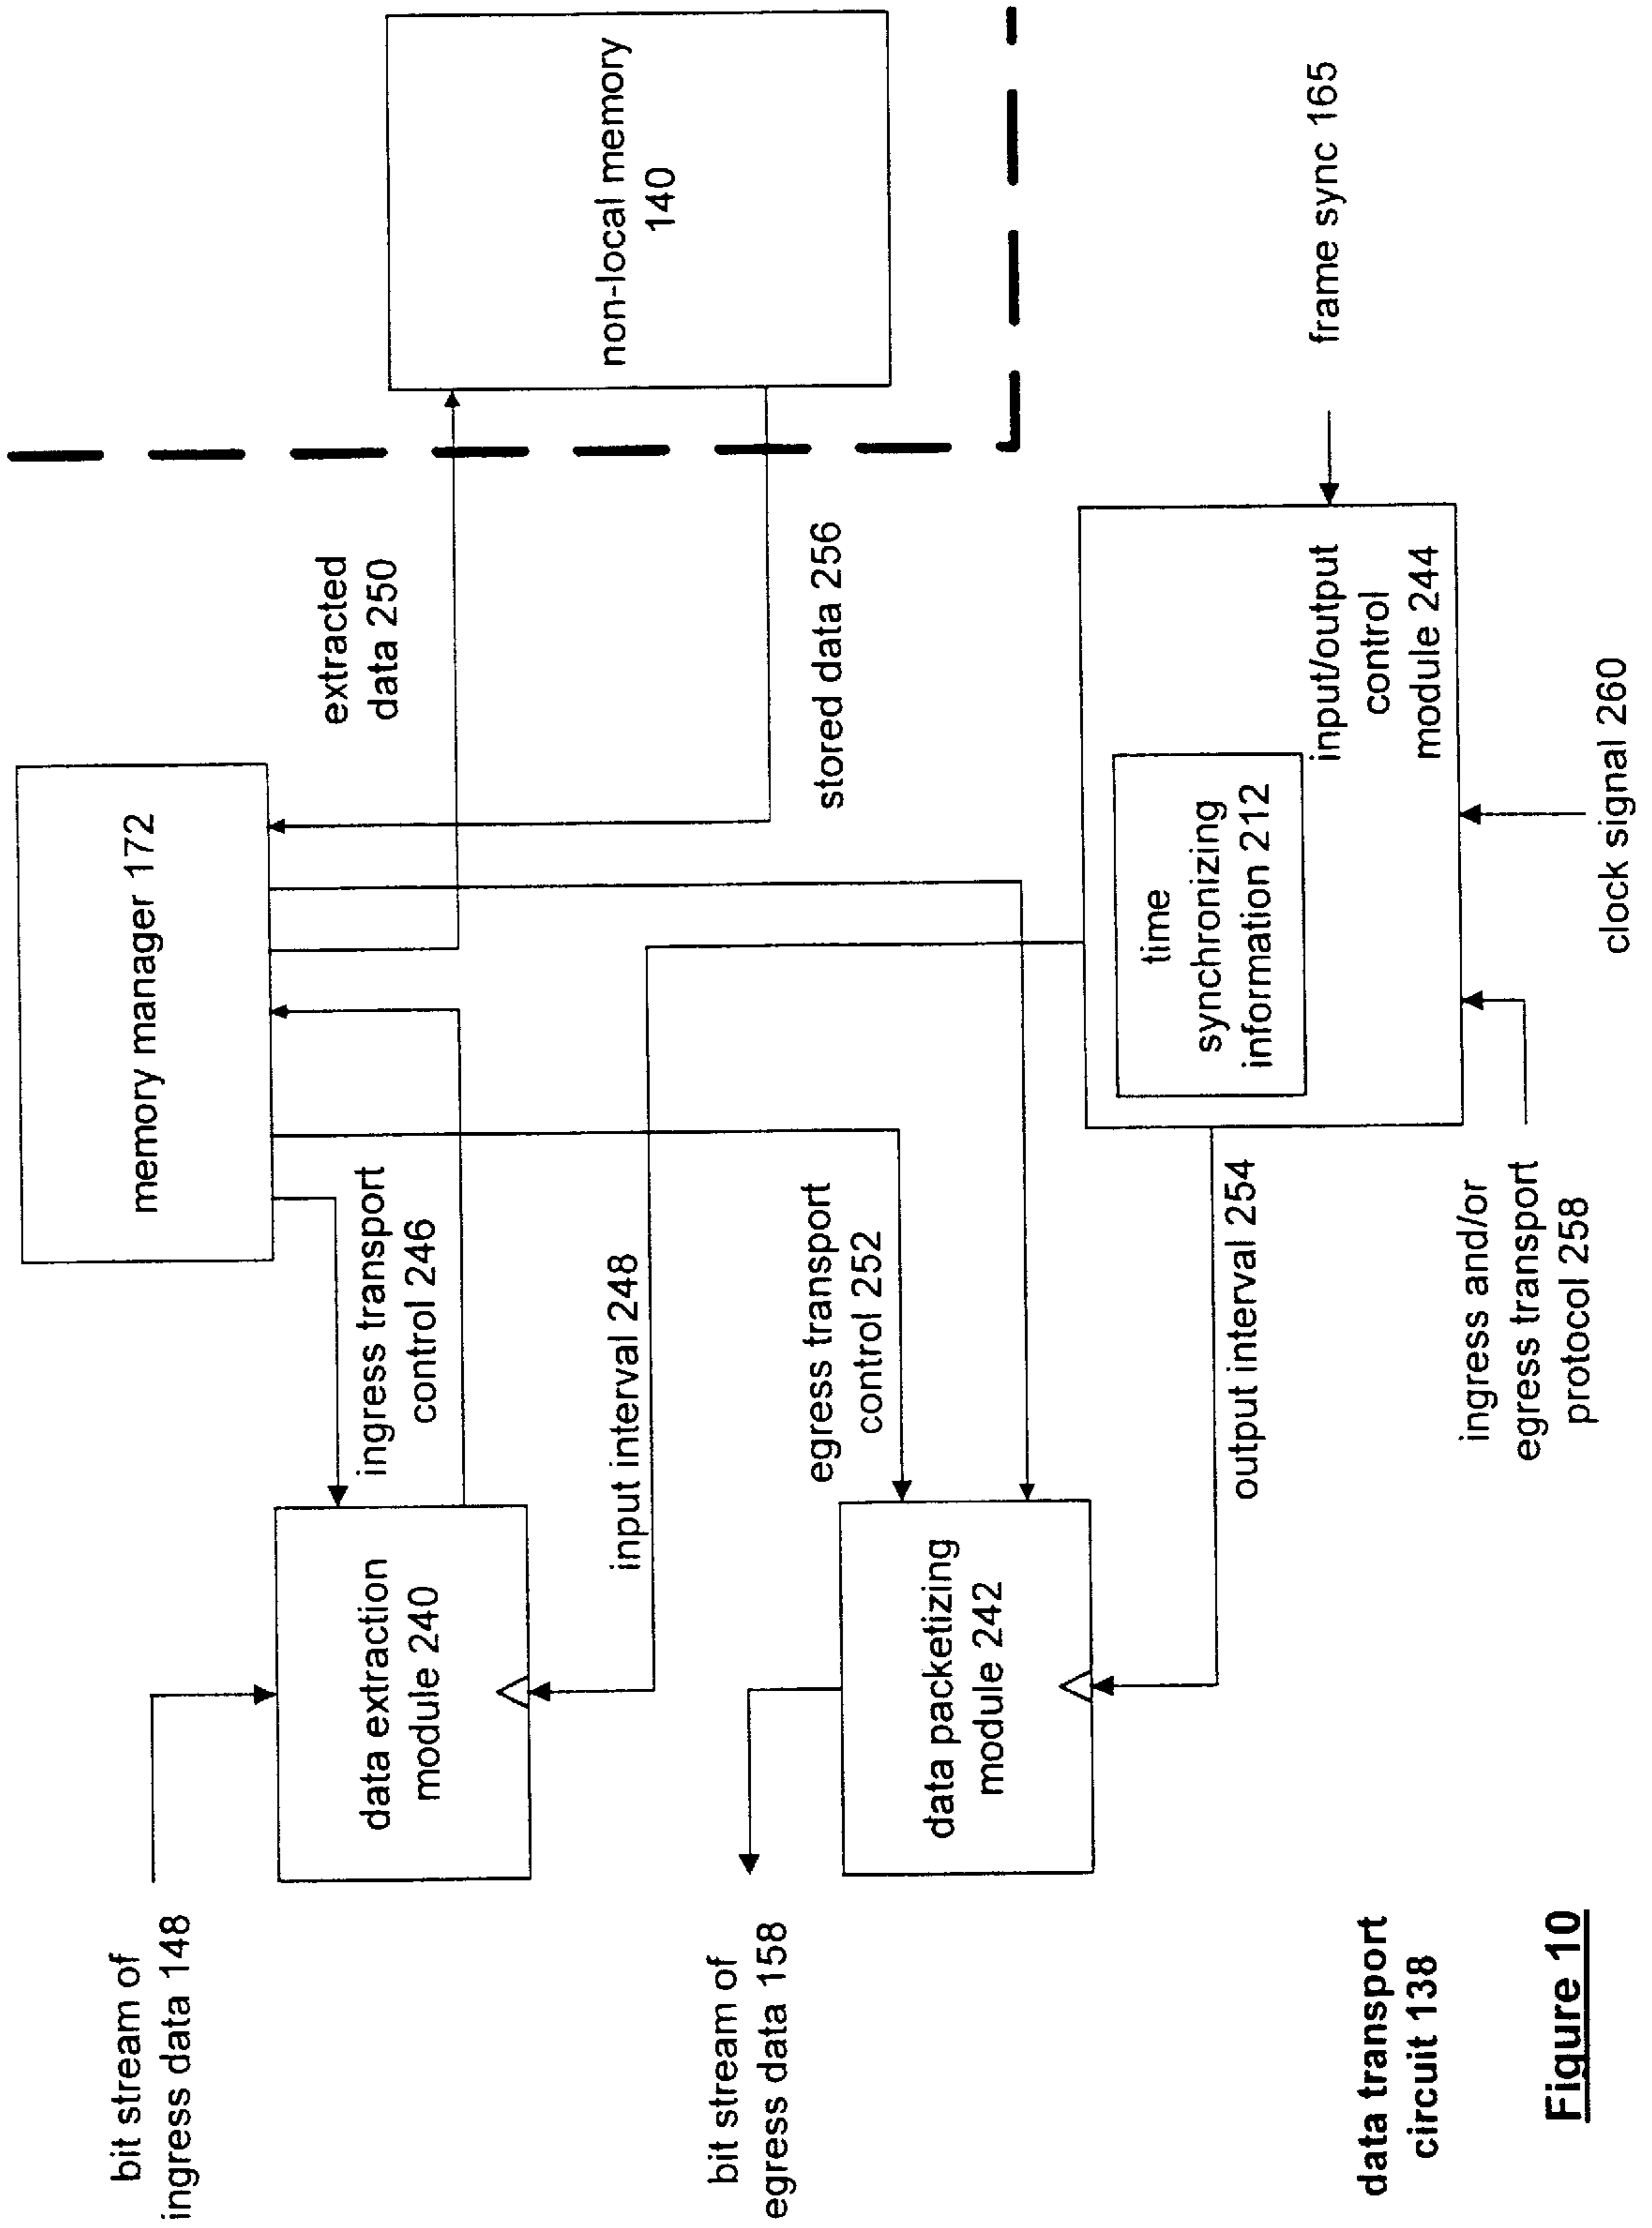 memory manager 172
bit stream of
ingress data 148
data extraction
module 240
ingress transport
control 246
extracted
data 250
non-local memory
140
input interval 248
bit stream of
egress data 158
data packetizing
module 242
egress transport
control 252
stored data 256
output interval 254
time
synchronizing
information 212
input/output
control
module 244
frame sync 165
ingress and/or
egress transport
protocol 258
clock signal 260
data transport
circuit 138
Figure 10